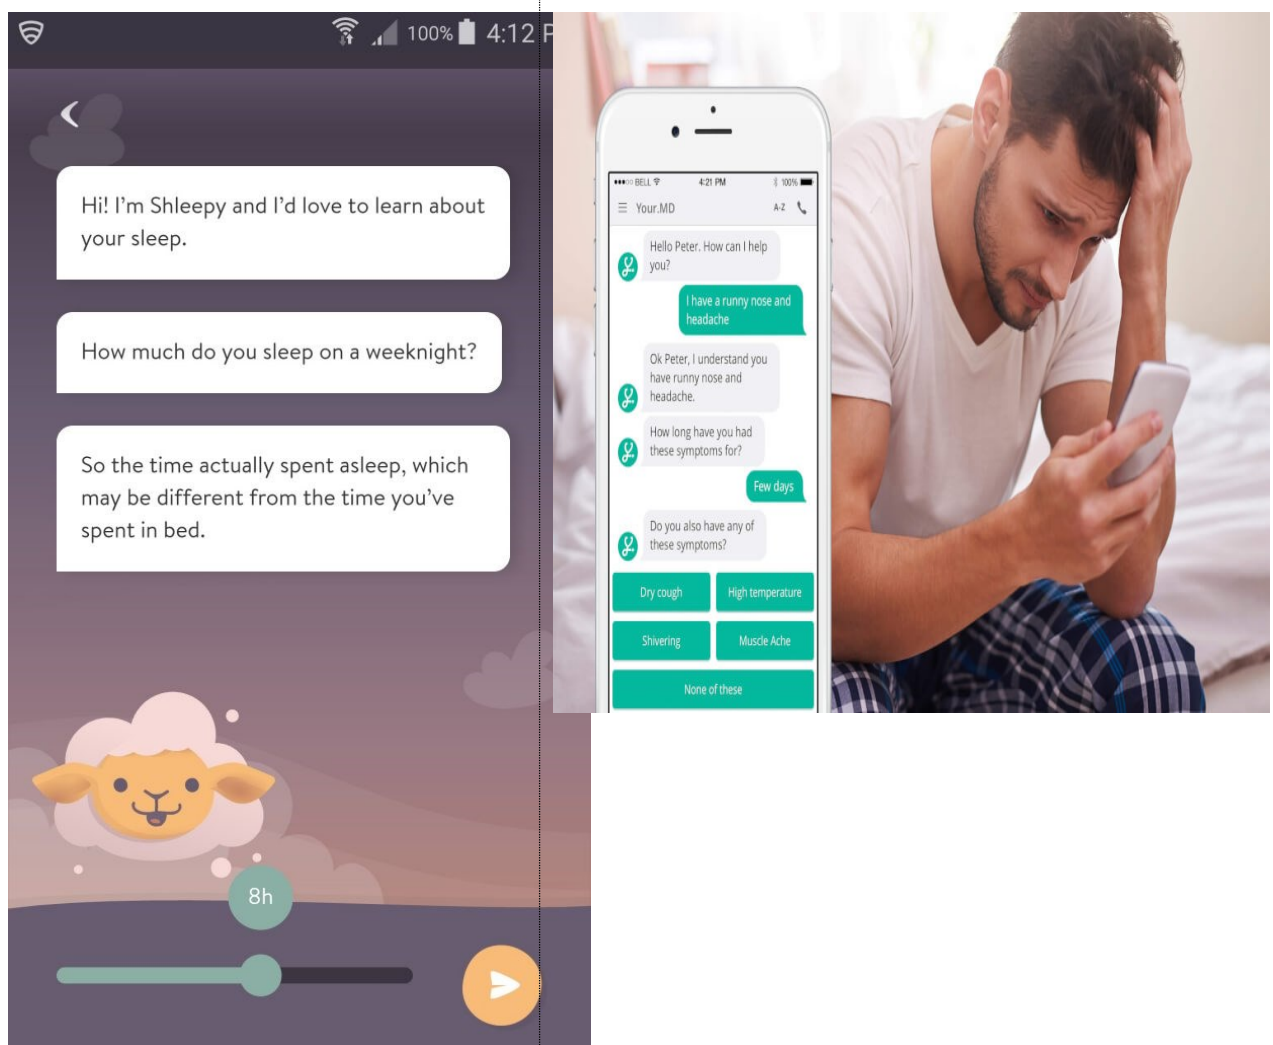 100% 4:12 P
Hi! I’m Shleepy and I’d love to learn about
your sleep.
How much do you sleep on a weeknight?
So the time actually spent asleep, which
may be different from the time you’ve
spent in bed.
8h
BELL 4:21 PM 100%
Your.MD A-Z
Hello Peter. How can I help
you?
I have a runny nose and
headache
Ok Peter, I understand you
have runny nose and
headache.
How long have you had
these symptoms for?
Few days
Do you also have any of
these symptoms?
Dry cough High temperature
Shivering Muscle Ache
None of these